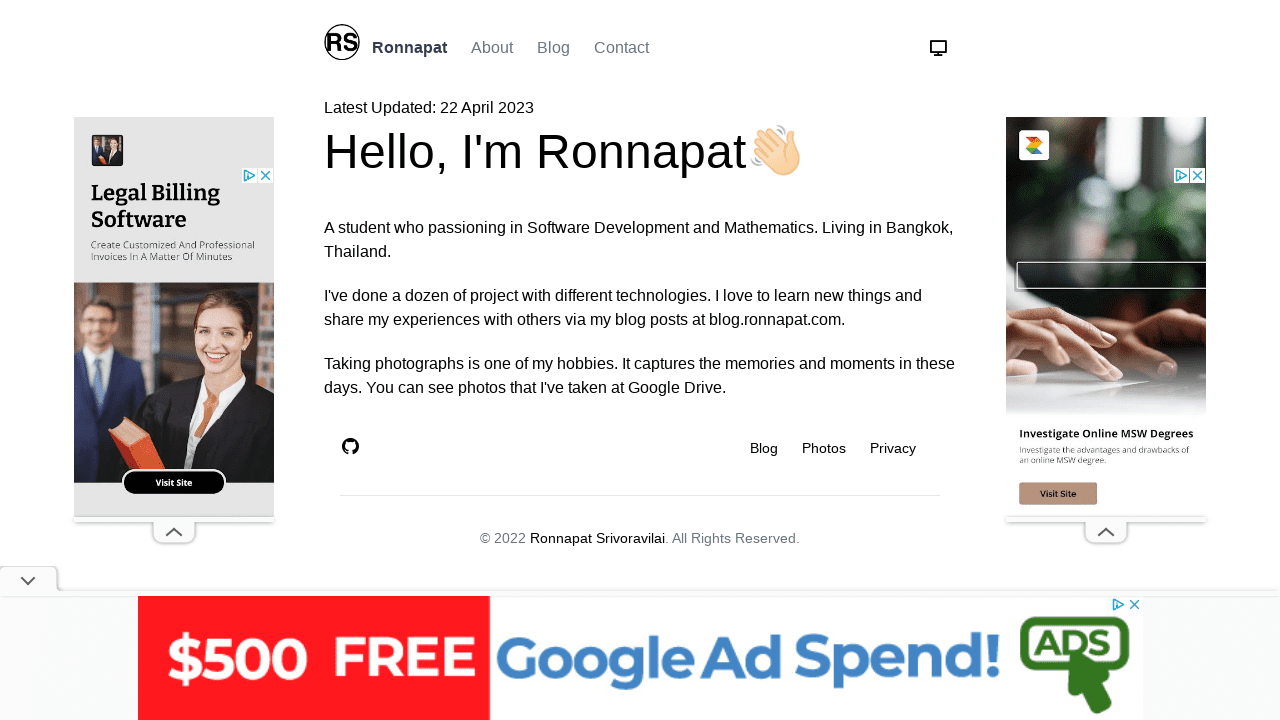 RS
Ronnapat About Blog Contact
Latest Updated: 22 April 2023
Hello, I'm Ronnapat
A student who passioning in Software Development and Mathematics. Living in Bangkok,
Thailand.
I've done a dozen of project with different technologies. I love to learn new things and
share my experiences with others via my blog posts at blog.ronnapat.com.
Taking photographs is one of my hobbies. It captures the memories and moments in these
days. You can see photos that I've taken at Google Drive.
Blog Photos Privacy
© 2022 Ronnapat Srivoravilai. All Rights Reserved.
Legal Billing
Software
Create Customized And Professional
Invoices In A Matter Of Minutes
Visit Site
Investigate Online MSW Degrees
Investigate the advantages and drawbacks of
an online MSW degree.
Visit Site
$500 FREE Google Ad Spend! ADS